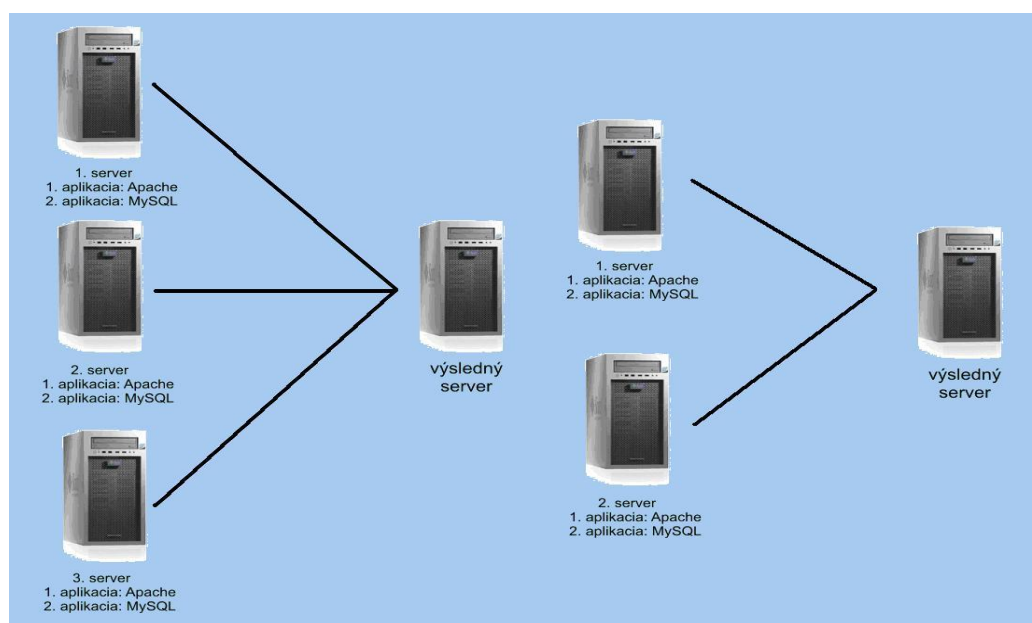 1. server
1. aplikacia: Apache
2. aplikacia: MySQL
2. server
1. aplikacia: Apache
2. aplikacia: MySQL
3. server
1. aplikacia: Apache
2. aplikacia: MySQL
výsledný
server
1. server
1. aplikacia: Apache
2. aplikacia: MySQL
2. server
1. aplikacia: Apache
2. aplikacia: MySQL
výsledný
server